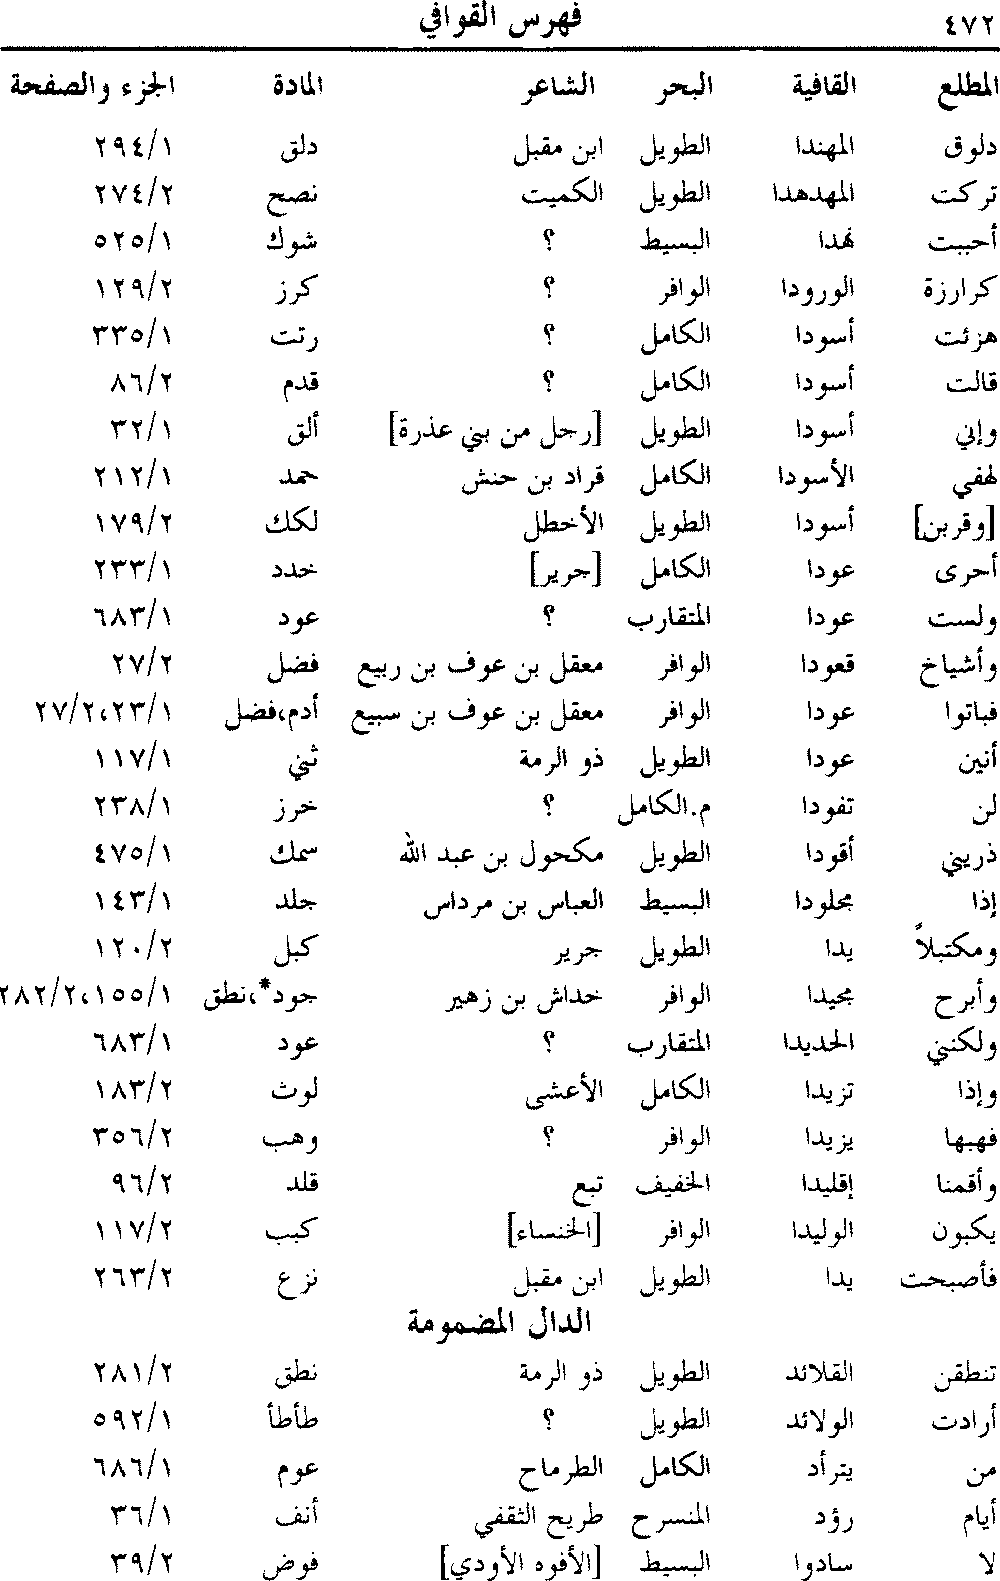 ٤٧٢ فهرس القوافي
المطلع القافية البحر الشاعر المادة الجزء والصفحة
دلوق المهندا الطويل ابن مقبل دلق ٢٩٤/١
تركت المهدهدا الطويل الكميت نصح ٢٧٤/٢
أحببت نهدا البسيط ؟ شوك ٥٢٥/١
كرارزة الورودا الوافر ؟ كرز ١٢٩/٢
هزئت أسودا الكامل ؟ رتت ٣٣٥/١
قالت أسودا الكامل ؟ قدم ٨٦/٢
وإني أسودا الطويل [رجل من بني عذرة] ألق ٣٢/١
لهفي الأسودا الكامل قراد بن حنش حمد ٢١٢/١
[وقربن] أسودا الطويل الأخطل لكك ١٧٩/٢
أحرى عودا الكامل [جرير] خدد ٢٣٣/١
ولست عودا المتقارب ؟ عود ٦٨٣/١
وأشياخ قعودا الوافر معقل بن عوف بن ربيع فضل ٢٧/٢
فباتوا عودا الوافر معقل بن عوف بن سبيع أدم،فضل ٢٧/٢،٢٣/١
أنين عودا الطويل ذو الرمة ثني ١١٧/١
لن تفودا م.الكامل ؟ خرز ٢٣٨/١
ذريني أقودا الطويل مكحول بن عبد الله سمك ٤٧٥/١
إذا مجلودا البسيط العباس بن مرداس جلد ١٤٣/١
ومكتبلاً يدا الطويل جرير كبل ١٢٠/٢
وأبرح مجيدا الوافر خداش بن زهير جود*،نطق ٢٨٢/٢،١٥٥/١
ولكنني الحديدا المتقارب ؟ عود ٦٨٣/١
وإذا تزيدا الكامل الأعشى لوث ١٨٣/٢
فهبها يزيدا الوافر ؟ وهب ٣٥٦/٢
وأقمنا إقليدا الخفيف تبع قلد ٩٦/٢
يكبون الوليدا الوافر [الخنساء] كبب ١١٧/٢
فأصبحت يدا الطويل ابن مقبل نزع ٢٦٣/٢
الدال المضمومة
تنطقن القلائد الطويل ذو الرمة نطق ٢٨١/٢
أرادت الولائد الطويل ؟ طأطأ ٥٩٢/١
من يترأد الكامل الطرماح عوم ٦٨٦/١
أيام رؤد المنسرح طريح الثقفي أنف ٣٦/١
لا سادوا البسيط [الأفوه الأودي] فوض ٣٩/٢